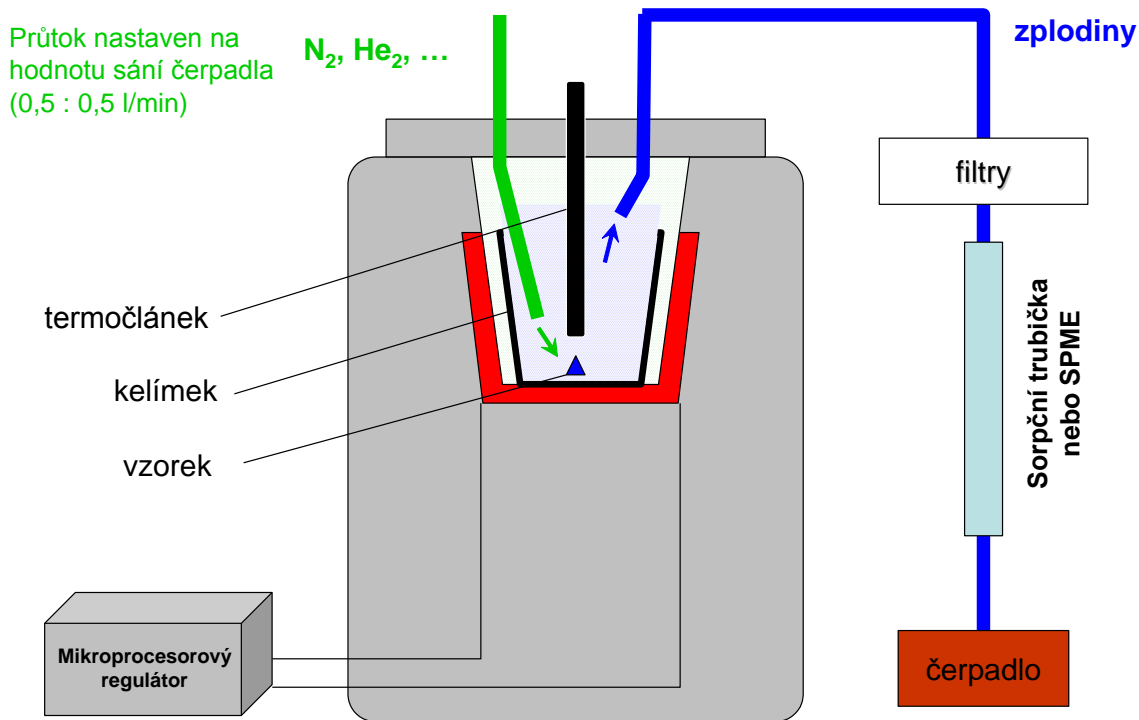 Průtok nastaven na
hodnotu sání čerpadla
(0,5 : 0,5 l/min)
N₂, He₂, …
zplodiny
filtry
termočlánek
kelímek
vzorek
Sorpční trubička
nebo SPME
Mikroprocesorový
regulátor
čerpadlo